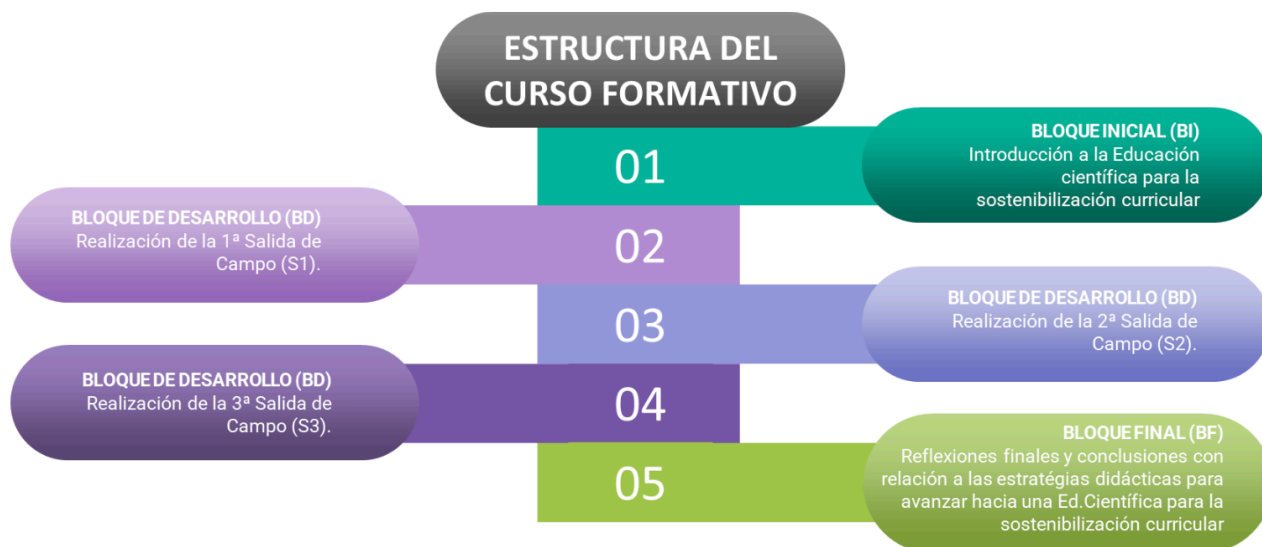 ESTRUCTURA DEL
CURSO FORMATIVO
01
BLOQUE INICIAL (BI)
Introducción a la Educación
científica para la
sostenibilización curricular
BLOQUE DE DESARROLLO (BD)
Realización de la 1ª Salida de
Campo (S1).
02
03
BLOQUE DE DESARROLLO (BD)
Realización de la 2ª Salida de
Campo (S2).
BLOQUE DE DESARROLLO (BD)
Realización de la 3ª Salida de
Campo (S3).
04
05
BLOQUE FINAL (BF)
Reflexiones finales y conclusiones con
relación a las estratégias didácticas para
avanzar hacia una Ed.Científica para la
sostenibilización curricular